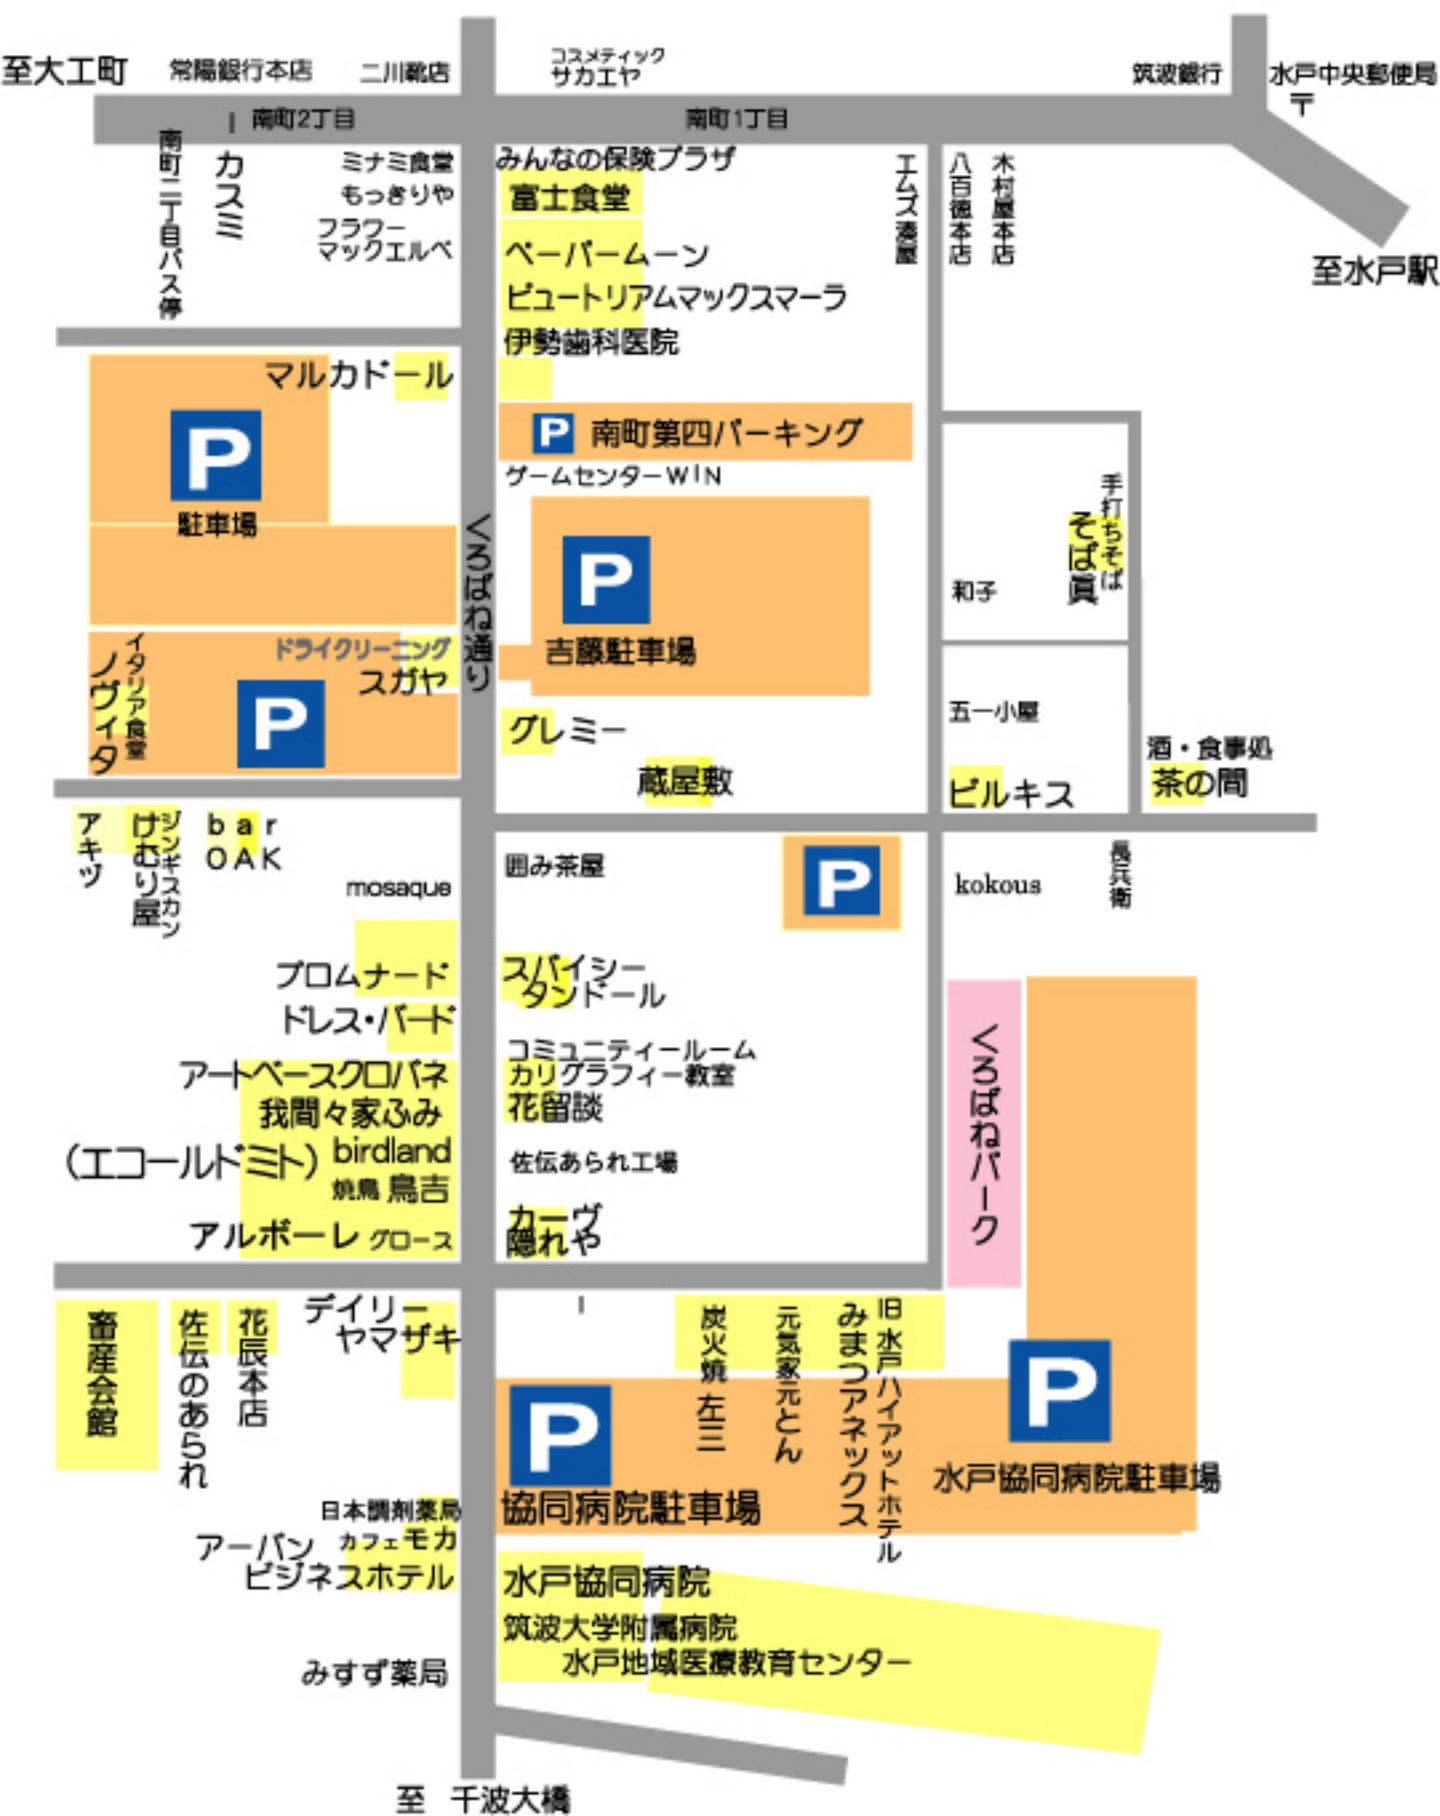 至大工町
常陽銀行本店
二川靴店
コスメティック
サカエヤ
筑波銀行
水戸中央郵便局
〒
南町2丁目
南町1丁目
南町二丁目バス停
カスミ
ミナミ食堂
もっきりや
フラワー
マックエルベ
みんなの保険プラザ
富士食堂
ペーパームーン
ビュートリアムマックスマーラ
伊勢歯科医院
エムズ湊屋
八百徳本店
木村屋本店
至水戸駅
マルカドール
P
駐車場
P
南町第四パーキング
ゲームセンターWIN
くろばね通り
P
吉藤駐車場
手打ちそば
そば眞
和子
イタリア食堂
ノヴィタ
ドライクリーニング
スガヤ
P
グレミー
蔵屋敷
五一小屋
ビルキス
酒・食事処
茶の間
アキヅ
ジンギスカン
けむり屋
bar
OAK
mosaque
囲み茶屋
P
kokous
長兵衛
プロムナード
ドレス・バード
スパイシー
タンドール
アートベースクロバネ
我間々家ふみ
(エコールドミト)
birdland
焼鳥 鳥吉
アルボーレ グロース
コミュニティールーム
カリグラフィー教室
花留談
佐伝あられ工場
カーヴ
隠れや
くろばねパーク
畜産会館
佐伝のあられ
花辰本店
デイリー
ヤマザキ
炭火焼 左三
元気家元とん
旧 水戸ハイアットホテル
みまつアネックス
P
協同病院駐車場
P
水戸協同病院駐車場
日本調剤薬局
カフェモカ
アーバン
ビジネスホテル
水戸協同病院
筑波大学附属病院
水戸地域医療教育センター
みすず薬局
至 千波大橋